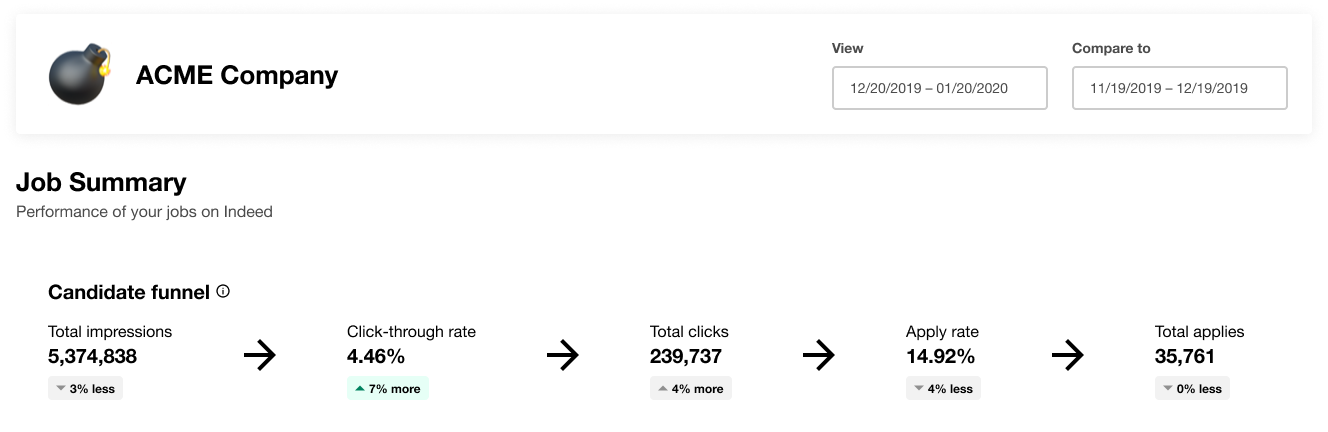 ACME Company
View
12/20/2019 – 01/20/2020
Compare to
11/19/2019 – 12/19/2019
Job Summary
Performance of your jobs on Indeed
Candidate funnel
Total impressions
5,374,838
3% less
Click-through rate
4.46%
7% more
Total clicks
239,737
4% more
Apply rate
14.92%
4% less
Total applies
35,761
0% less